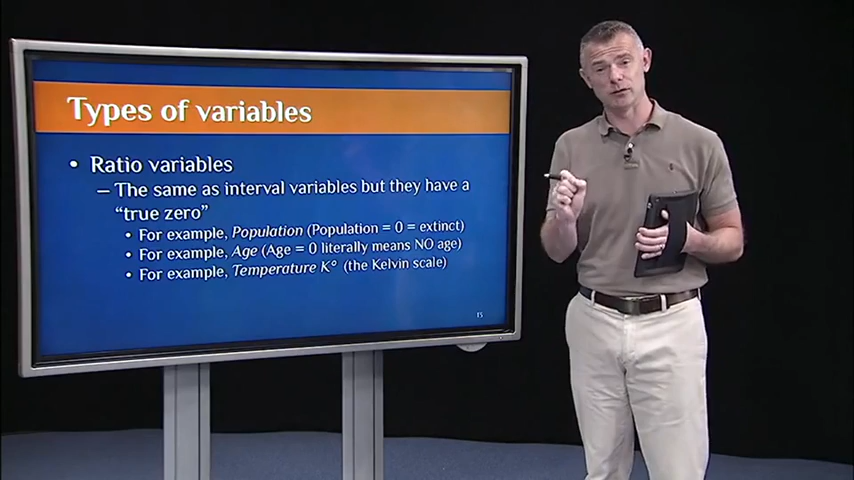 Types of variables
• Ratio variables
– The same as interval variables but they have a
"true zero"
• For example, Population (Population = 0 = extinct)
• For example, Age (Age = 0 literally means NO age)
• For example, Temperature K° (the Kelvin scale)
15